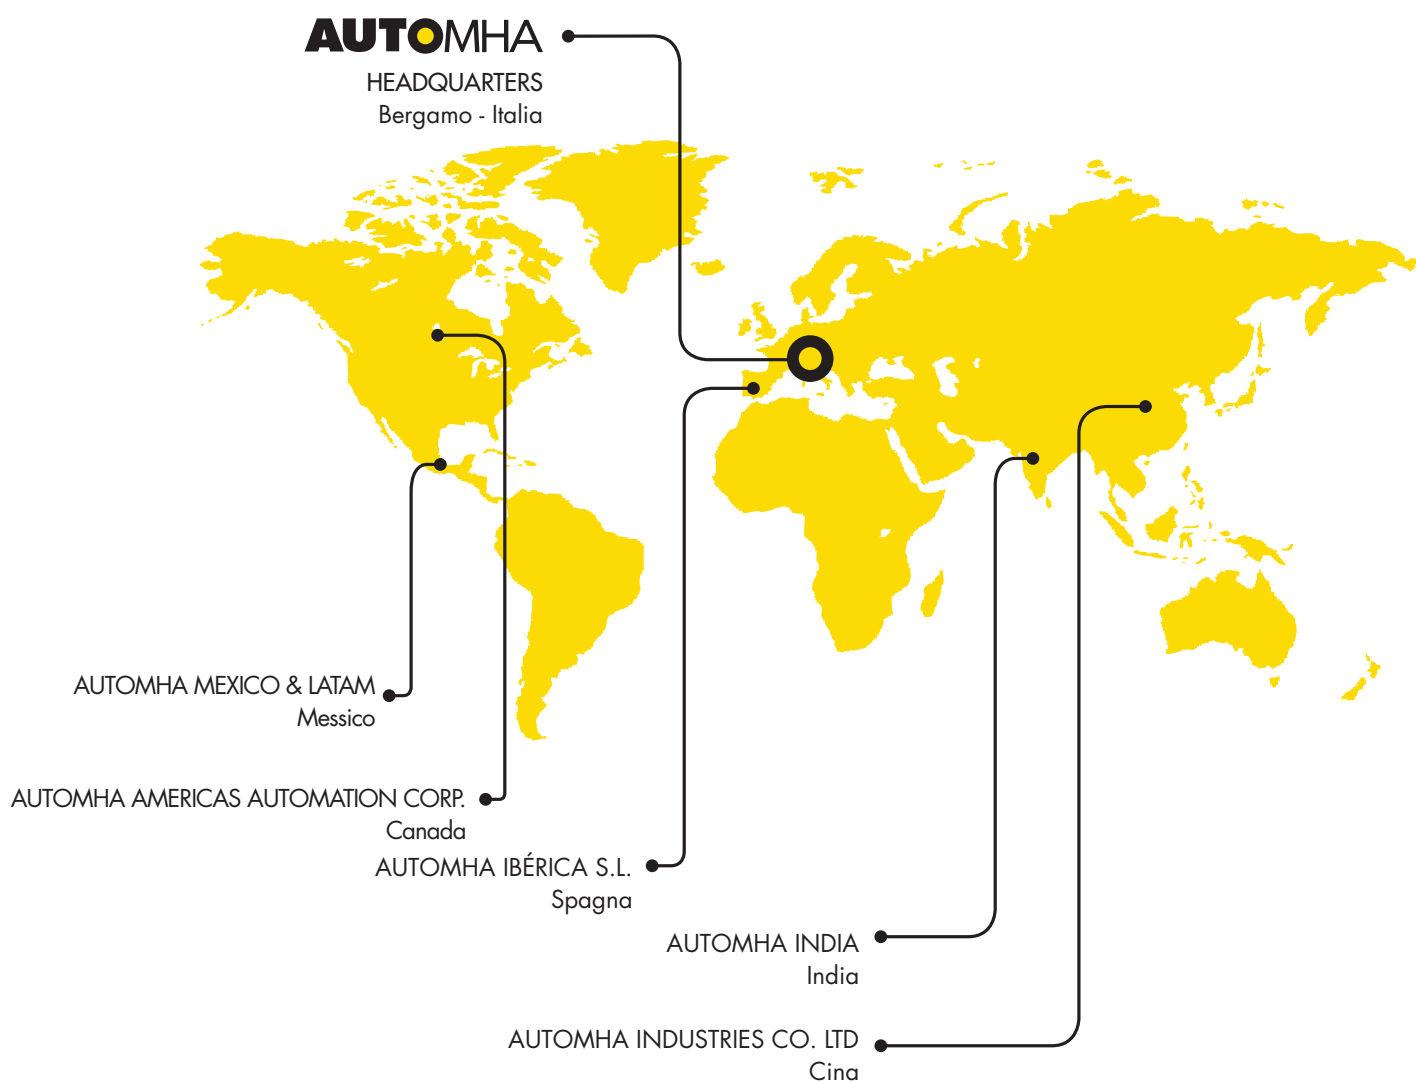 AUTOMHA
HEADQUARTERS
Bergamo - Italia
AUTOMHA MEXICO & LATAM
Messico
AUTOMHA AMERICAS AUTOMATION CORP.
Canada
AUTOMHA IBÉRICA S.L.
Spagna
AUTOMHA INDIA
India
AUTOMHA INDUSTRIES CO. LTD
Cina